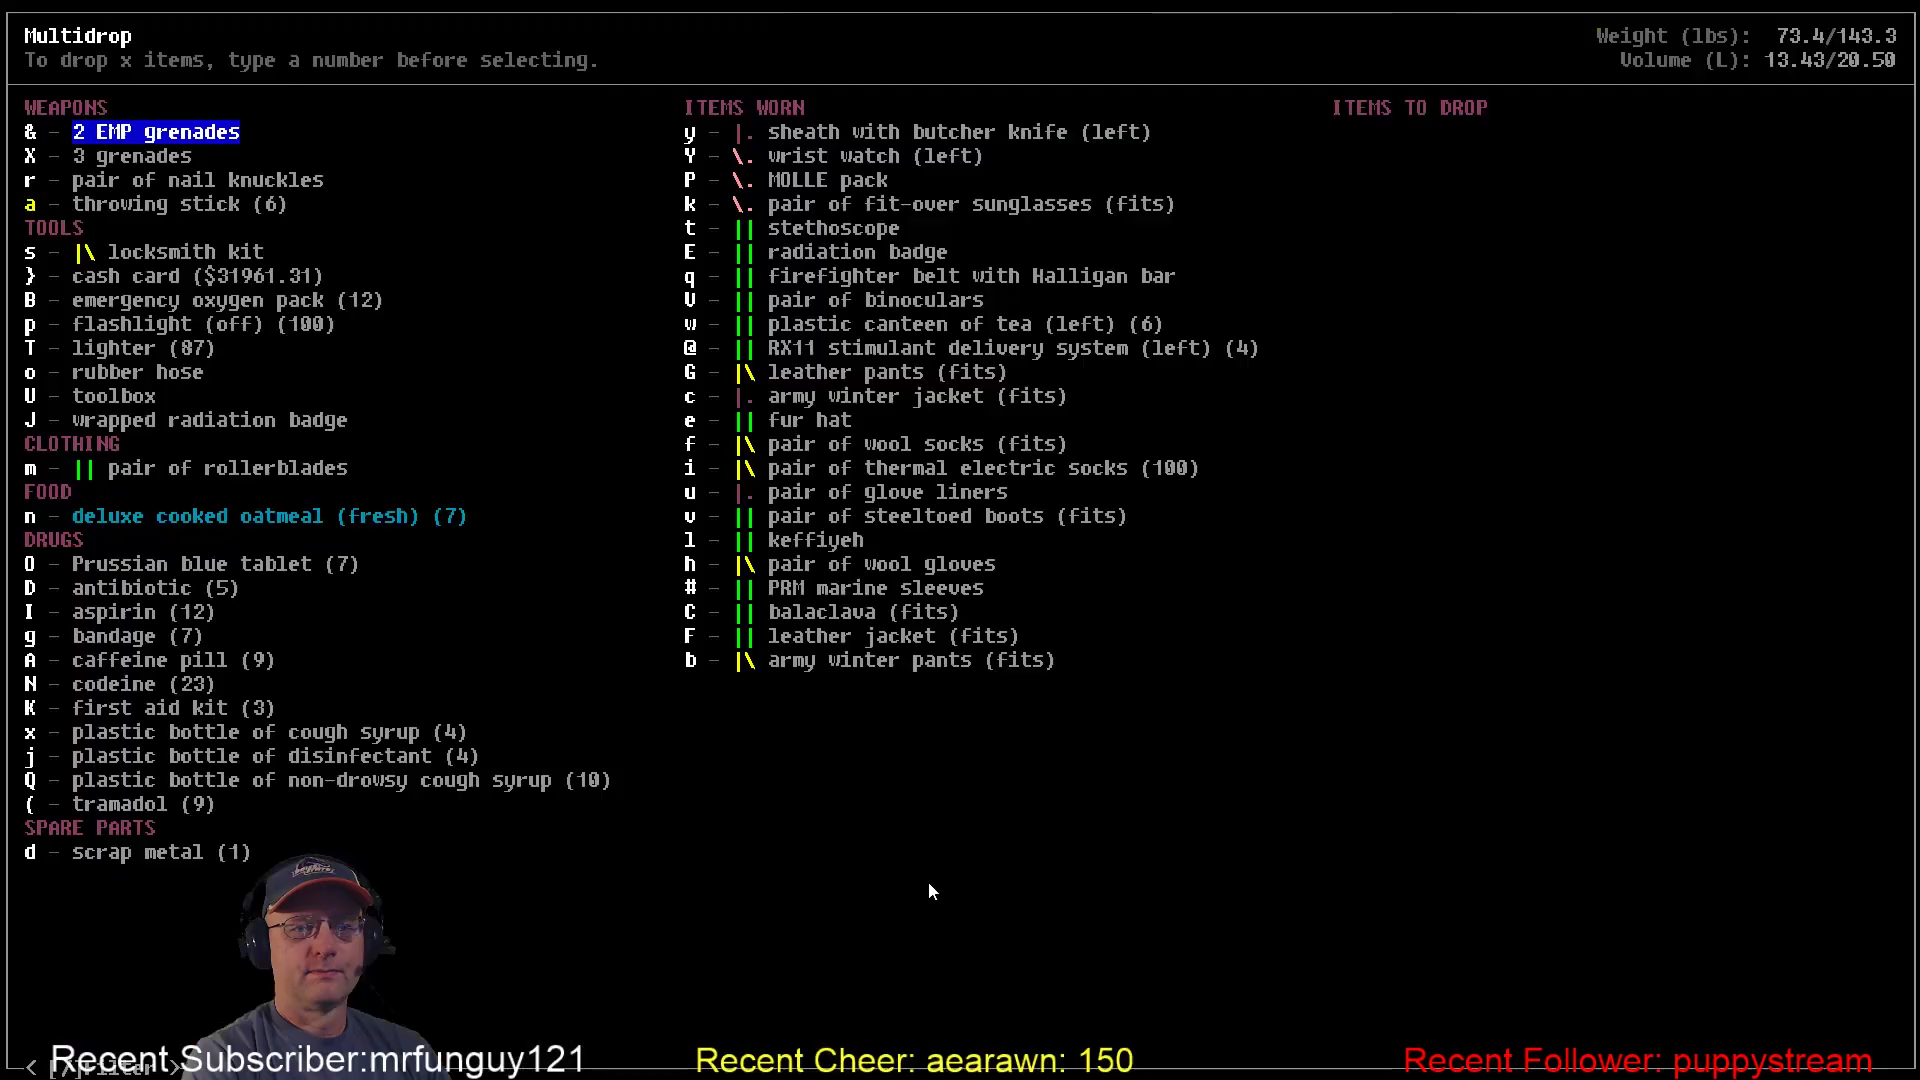 Multidrop
To drop x items, type a number before selecting.
Weight (lbs): 73.4/143.3
Volume (L): 13.43/20.50
WEAPONS
& - 2 EMP grenades
X - 3 grenades
r - pair of nail knuckles
a - throwing stick (6)
TOOLS
s - |\ locksmith kit
} - cash card ($31961.31)
B - emergency oxygen pack (12)
p - flashlight (off) (100)
T - lighter (87)
o - rubber hose
U - toolbox
J - wrapped radiation badge
CLOTHING
m - || pair of rollerblades
FOOD
n - deluxe cooked oatmeal (fresh) (7)
DRUGS
O - Prussian blue tablet (7)
D - antibiotic (5)
I - aspirin (12)
g - bandage (7)
A - caffeine pill (9)
N - codeine (23)
K - first aid kit (3)
x - plastic bottle of cough syrup (4)
j - plastic bottle of disinfectant (4)
Q - plastic bottle of non-drowsy cough syrup (10)
( - tramadol (9)
SPARE PARTS
d - scrap metal (1)
ITEMS WORN
y - |. sheath with butcher knife (left)
Y - \. wrist watch (left)
P - \. MOLLE pack
k - \. pair of fit-over sunglasses (fits)
t - || stethoscope
E - || radiation badge
q - || firefighter belt with Halligan bar
V - || pair of binoculars
w - || plastic canteen of tea (left) (6)
@ - || RX11 stimulant delivery system (left) (4)
G - |\ leather pants (fits)
c - |. army winter jacket (fits)
e - || fur hat
f - |\ pair of wool socks (fits)
i - |\ pair of thermal electric socks (100)
u - |. pair of glove liners
v - || pair of steeltoed boots (fits)
l - || keffiyeh
h - |\ pair of wool gloves
# - || PRM marine sleeves
C - || balaclava (fits)
F - || leather jacket (fits)
b - |\ army winter pants (fits)
ITEMS TO DROP
Recent Subscriber:mrfunguy121
Recent Cheer: aearawn: 150
Recent Follower: puppystream